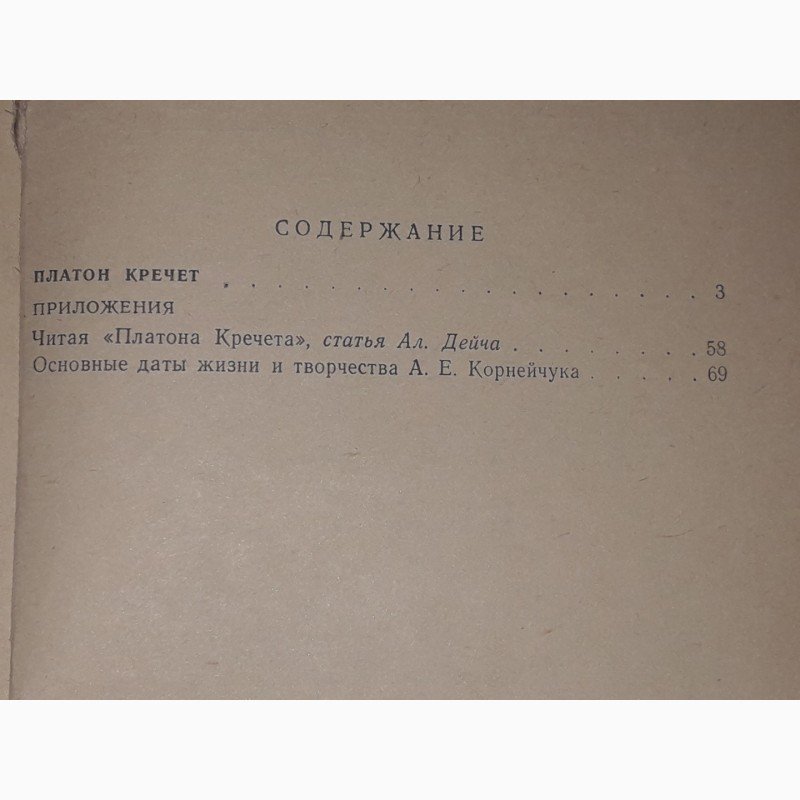 СОДЕРЖАНИЕ
ПЛАТОН КРЕЧЕТ . . . . . . . . . . . . . . . . . . 3
ПРИЛОЖЕНИЯ
Читая «Платона Кречета», статья Ал. Дейча . . . . . . . . 58
Основные даты жизни и творчества А. Е. Корнейчука . . . . . 69